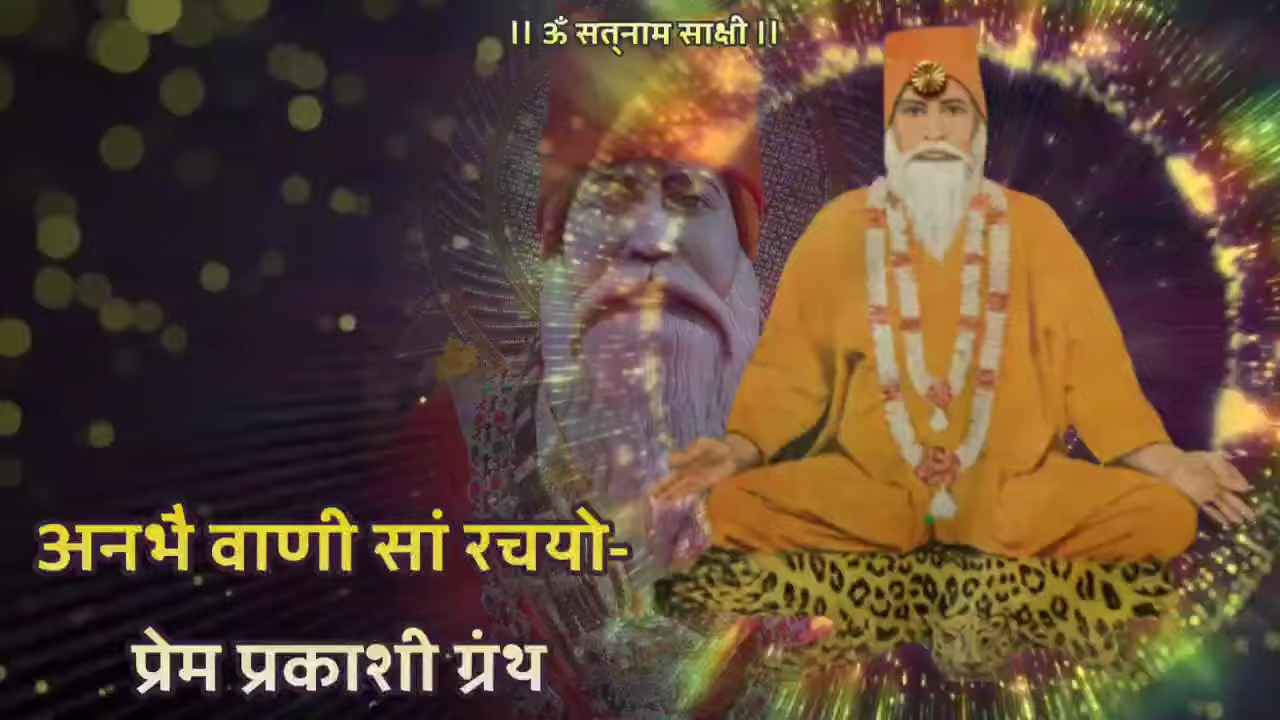 ।। ॐ सत्‌नाम साक्षी ।।
अनभै वाणी सां रचयो-
प्रेम प्रकाशी ग्रंथ